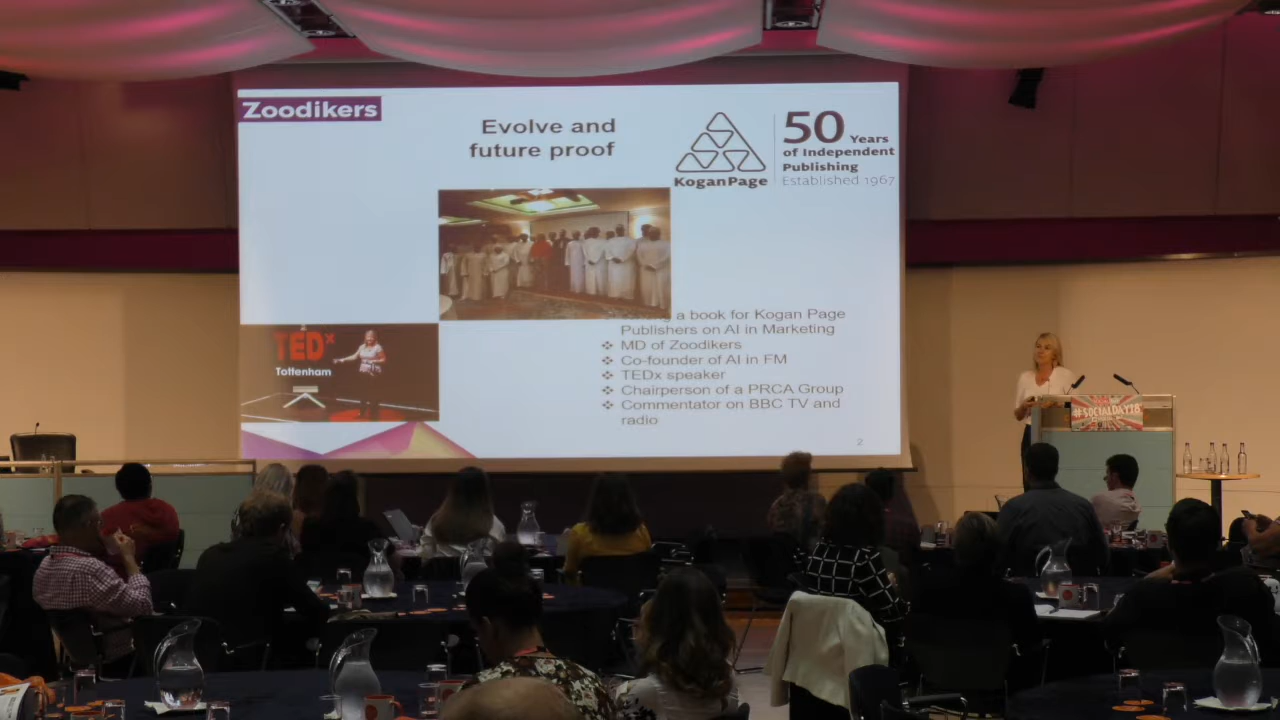 Zoodikers
Evolve and
future proof
KoganPage
50 Years
of Independent
Publishing
Established 1967
TEDx
Tottenham
a book for Kogan Page
Publishers on AI in Marketing
❖ MD of Zoodikers
❖ Co-founder of AI in FM
❖ TEDx speaker
❖ Chairperson of a PRCA Group
❖ Commentator on BBC TV and
radio
2
#SOCIALDAY18